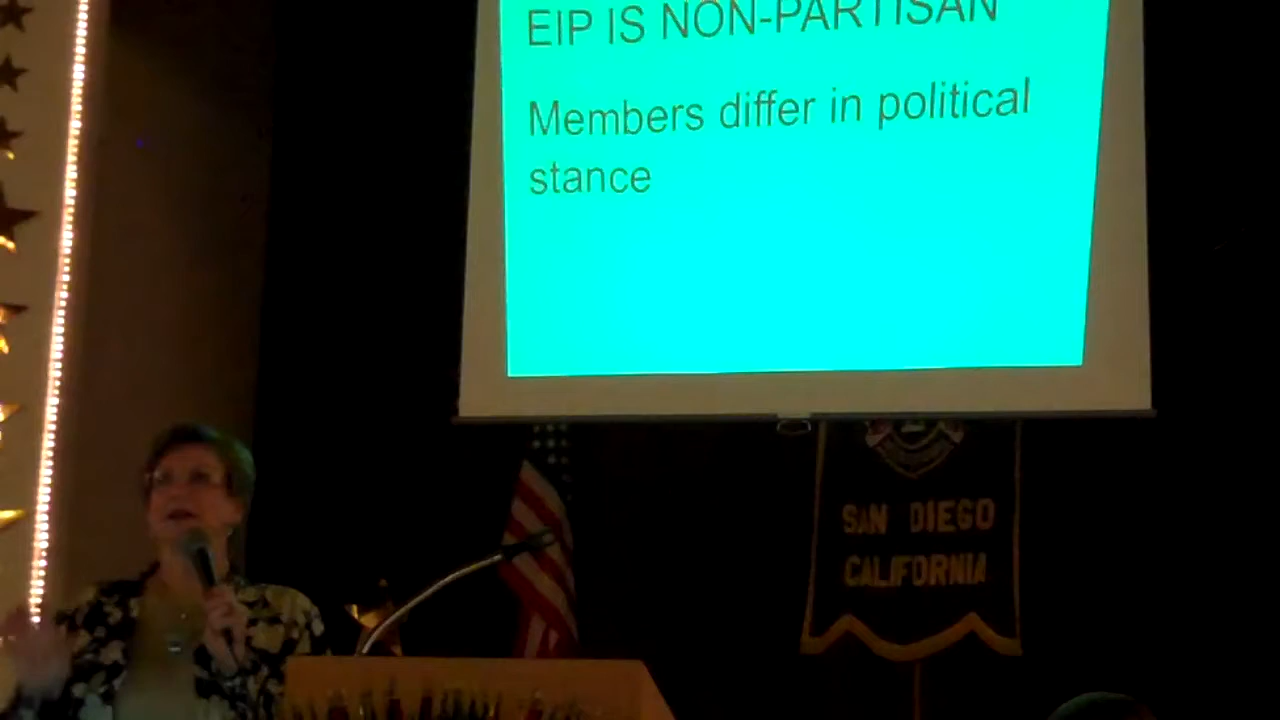 EIP IS NON-PARTISAN
Members differ in political
stance
SAN DIEGO
CALIFORNIA